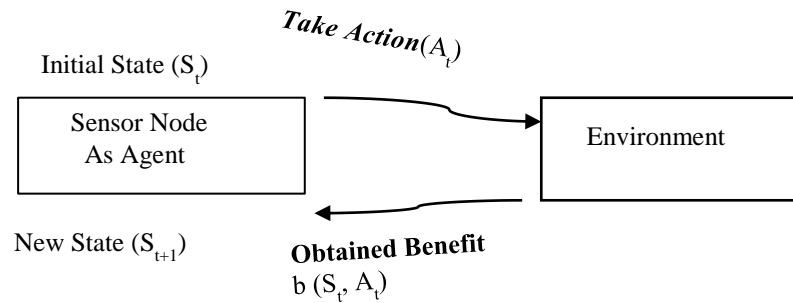 Take Action(Aₜ)
Initial State (Sₜ)
Sensor Node
As Agent
Environment
New State (Sₜ₊₁)
Obtained Benefit
b (Sₜ, Aₜ)